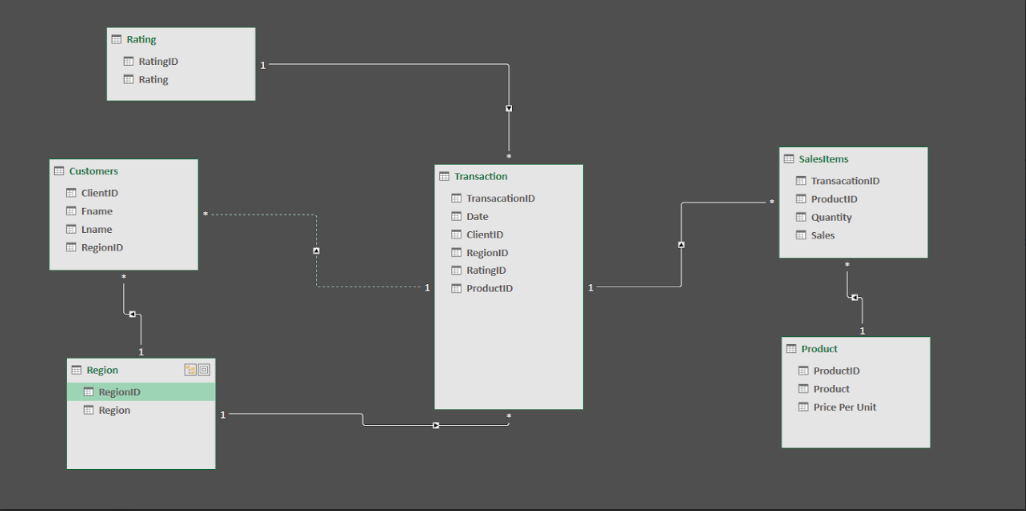 Rating
RatingID
Rating
1
*
Customers
ClientID
Fname
Lname
RegionID
*
*
Transaction
TransacationID
Date
ClientID
RegionID
RatingID
ProductID
1
1
*
SalesItems
TransacationID
ProductID
Quantity
Sales
*
*
1
Region
RegionID
Region
1
1
Product
ProductID
Product
Price Per Unit